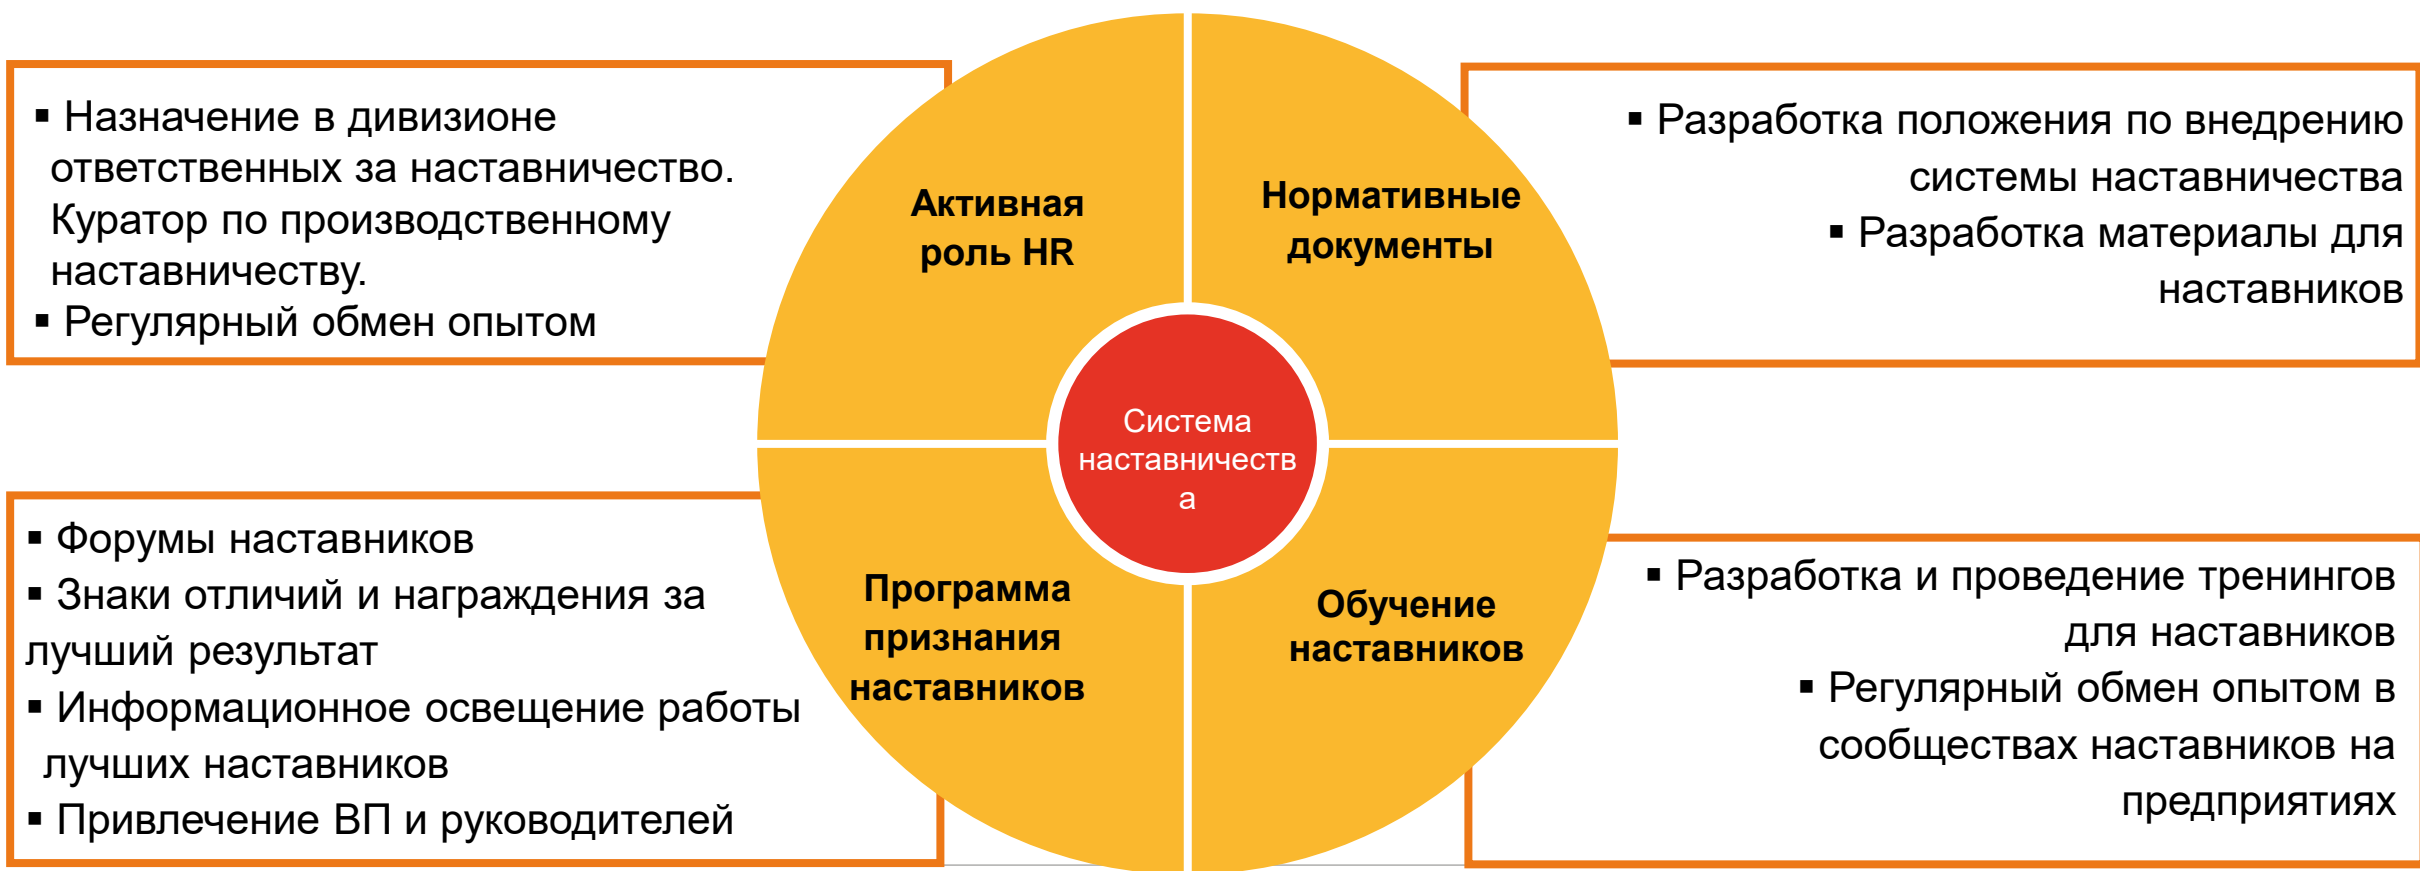 ▪ Назначение в дивизионе
ответственных за наставничество.
Куратор по производственному
наставничеству.
▪ Регулярный обмен опытом
Активная
роль HR
Нормативные
документы
▪ Разработка положения по внедрению
системы наставничества
▪ Разработка материалы для
наставников
Система
наставничеств
а
▪ Форумы наставников
▪ Знаки отличий и награждения за
лучший результат
▪ Информационное освещение работы
лучших наставников
▪ Привлечение ВП и руководителей
Программа
признания
наставников
Обучение
наставников
▪ Разработка и проведение тренингов
для наставников
▪ Регулярный обмен опытом в
сообществах наставников на
предприятиях